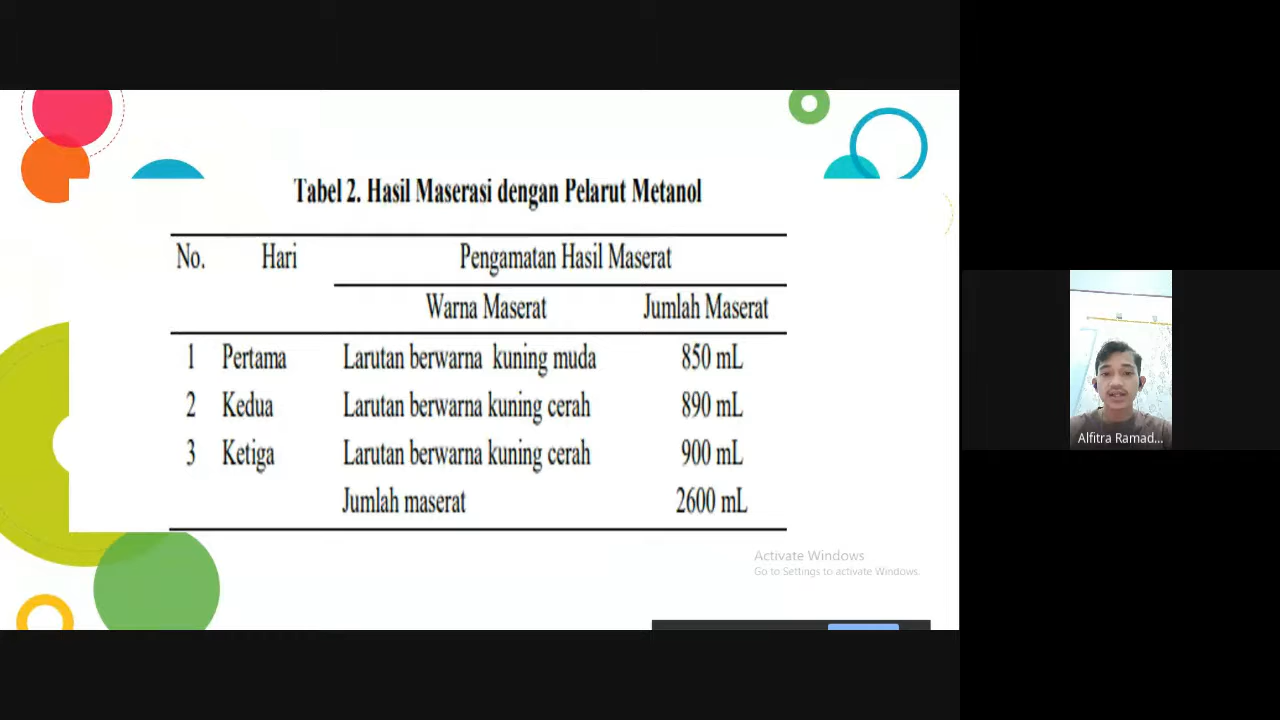 Tabel 2. Hasil Maserasi dengan Pelarut Metanol
No. Hari Pengamatan Hasil Maserat
Warna Maserat Jumlah Maserat
1 Pertama Larutan berwarna kuning muda 850 mL
2 Kedua Larutan berwarna kuning cerah 890 mL
3 Ketiga Larutan berwarna kuning cerah 900 mL
Jumlah maserat 2600 mL
Activate Windows
Go to Settings to activate Windows.
Alfitra Ramad...